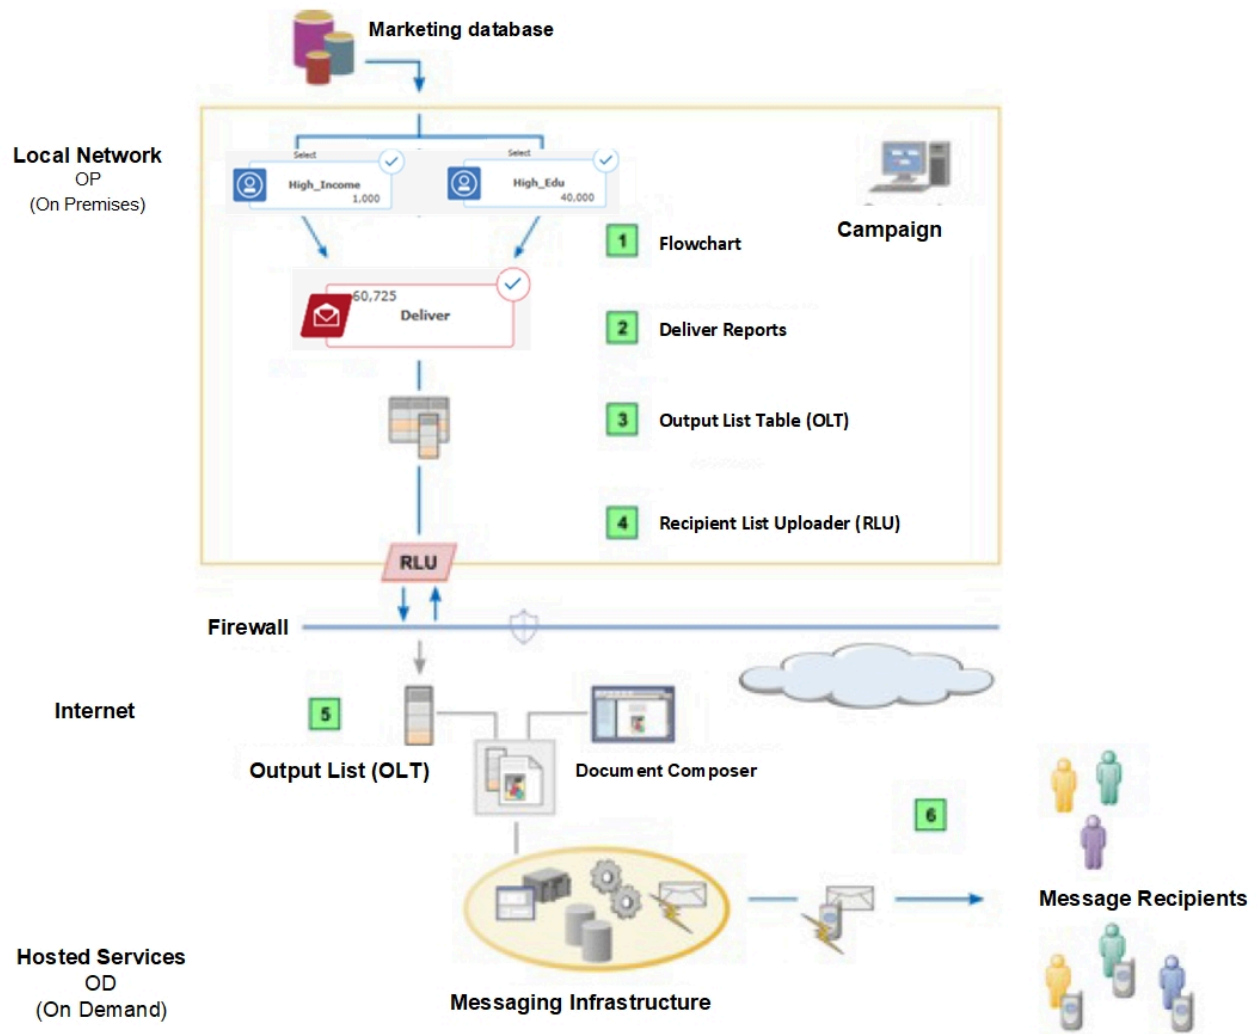 Marketing database
Local Network
OP
(On Premises)
Select
High_Income
1,000
Select
High_Edu
40,000
Campaign
1
Flowchart
60,725
Deliver
2
Deliver Reports
3
Output List Table (OLT)
4
Recipient List Uploader (RLU)
RLU
Firewall
Internet
5
Output List (OLT)
Document Composer
6
Message Recipients
Hosted Services
OD
(On Demand)
Messaging Infrastructure